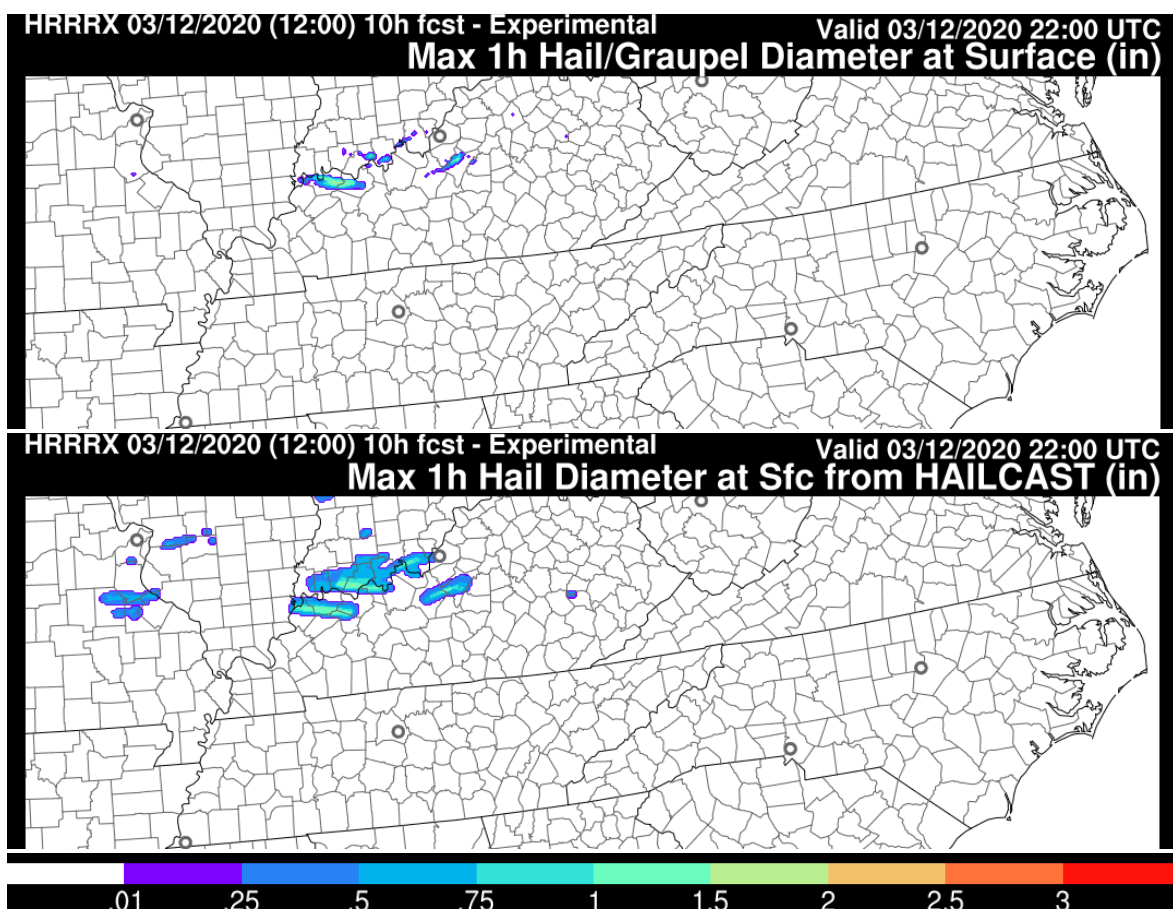 HRRRX 03/12/2020 (12:00) 10h fcst - Experimental Valid 03/12/2020 22:00 UTC
Max 1h Hail/Graupel Diameter at Surface (in)
HRRRX 03/12/2020 (12:00) 10h fcst - Experimental Valid 03/12/2020 22:00 UTC
Max 1h Hail Diameter at Sfc from HAILCAST (in)
.01 .25 .5 .75 1 1.5 2 2.5 3